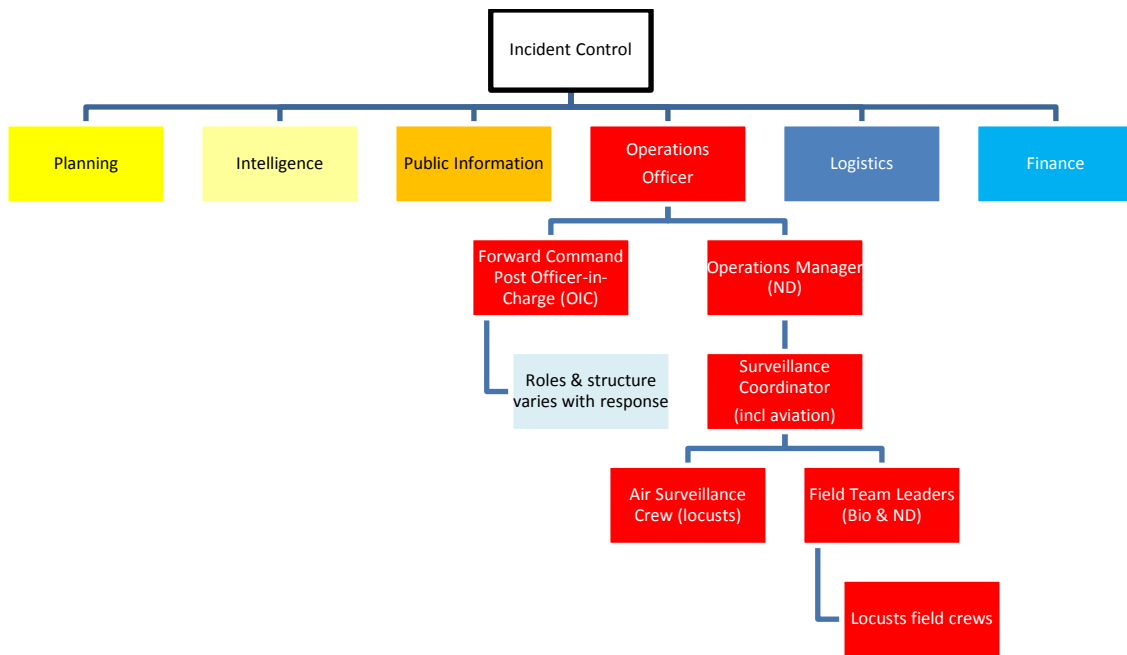 Incident Control
Planning
Intelligence
Public Information
Operations
Officer
Logistics
Finance
Forward Command
Post Officer-in-
Charge (OIC)
Operations Manager
(ND)
Roles & structure
varies with response
Surveillance
Coordinator
(incl aviation)
Air Surveillance
Crew (locusts)
Field Team Leaders
(Bio & ND)
Locusts field crews